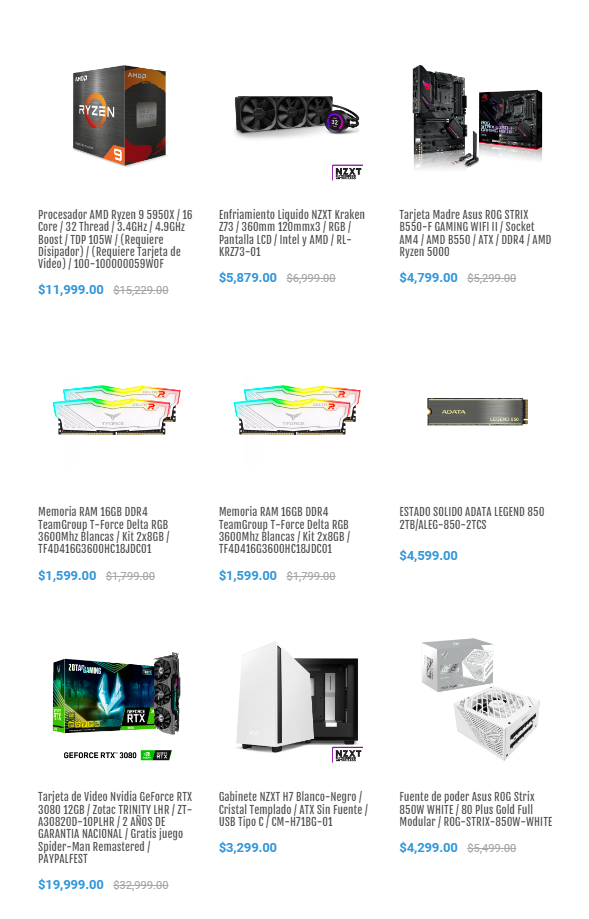 AMD
AMD
RYZEN
9
32
NZXT
Procesador AMD Ryzen 9 5950X / 16
Core / 32 Thread / 3.4GHz / 4.9GHz
Boost / TDP 105W / (Requiere
Disipador) / (Requiere Tarjeta de
Video) / 100-100000059WOF
$11,999.00 $15,229.00
Enfriamiento Liquido NZXT Kraken
Z73 / 360mm 120mmx3 / RGB /
Pantalla LCD / Intel y AMD / RL-
KRZ73-01
$5,879.00 $6,999.00
Tarjeta Madre Asus ROG STRIX
B550-F GAMING WIFI II / Socket
AM4 / AMD B550 / ATX / DDR4 / AMD
Ryzen 5000
$4,799.00 $5,299.00
T-FORCE
T-FORCE
ADATA
LEGEND 850
Memoria RAM 16GB DDR4
TeamGroup T-Force Delta RGB
3600Mhz Blancas / Kit 2x8GB /
TF4D416G3600HC18JDC01
$1,599.00 $1,799.00
Memoria RAM 16GB DDR4
TeamGroup T-Force Delta RGB
3600Mhz Blancas / Kit 2x8GB /
TF4D416G3600HC18JDC01
$1,599.00 $1,799.00
ESTADO SOLIDO ADATA LEGEND 850
2TB/ALEG-850-2TCS
$4,599.00
ZOTAC GAMING
GEFORCE
RTX
RTX
GEFORCE RTX™ 3080
NVIDIA
RTX
NZXT
Tarjeta de Video Nvidia GeForce RTX
3080 12GB / Zotac TRINITY LHR / ZT-
A30820D-10PLHR / 2 AÑOS DE
GARANTIA NACIONAL / Gratis juego
Spider-Man Remastered /
PAYPALFEST
$19,999.00 $32,999.00
Gabinete NZXT H7 Blanco-Negro /
Cristal Templado / ATX Sin Fuente /
USB Tipo C / CM-H71BG-01
$3,299.00
Fuente de poder Asus ROG Strix
850W WHITE / 80 Plus Gold Full
Modular / ROG-STRIX-850W-WHITE
$4,299.00 $5,499.00